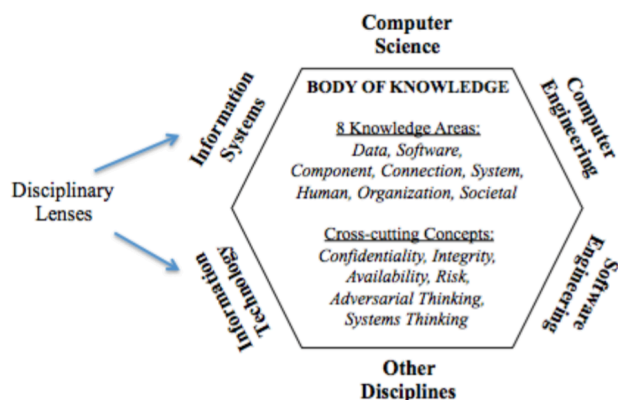 Computer
Science
Information
Systems
Computer
Engineering
BODY OF KNOWLEDGE
8 Knowledge Areas:
Data, Software,
Component, Connection, System,
Human, Organization, Societal
Disciplinary
Lenses
Cross-cutting Concepts:
Confidentiality, Integrity,
Availability, Risk,
Adversarial Thinking,
Systems Thinking
Information
Technology
Software
Engineering
Other
Disciplines